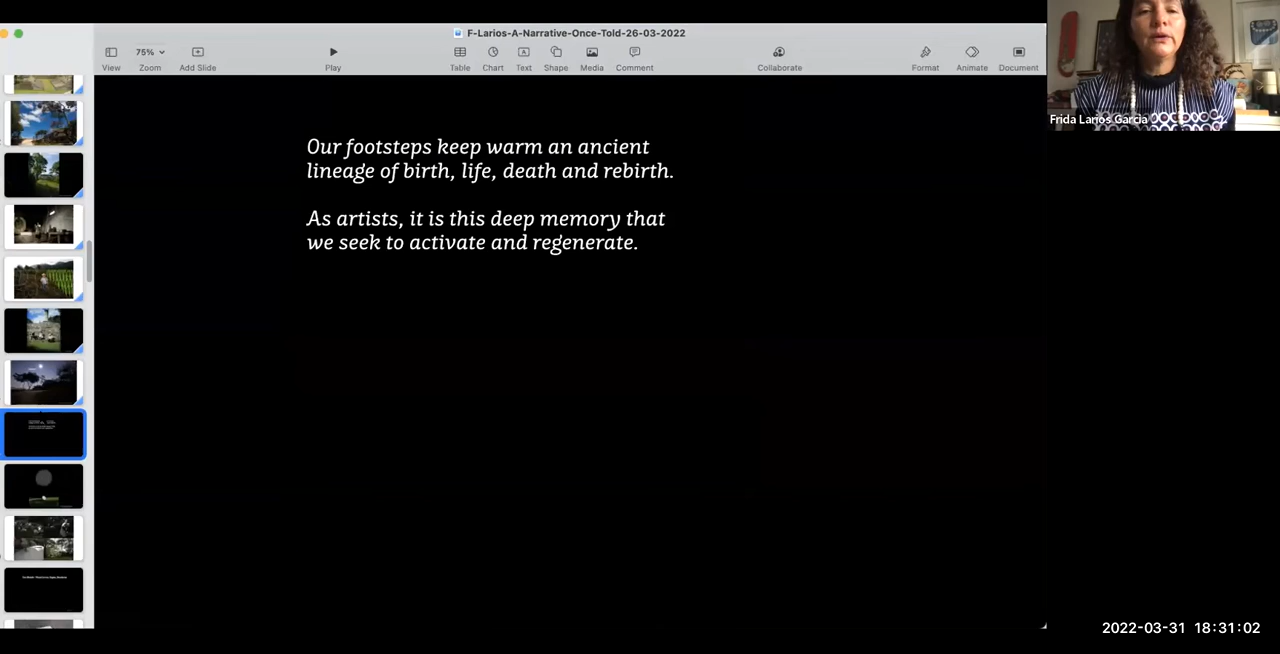 F-Larios-A-Narrative-Once-Told-26-03-2022
75%
View
Zoom
Add Slide
Play
Table
Chart
Text
Shape
Media
Comment
Collaborate
Format
Animate
Document
Frida Larios Garcia
Our footsteps keep warm an ancient
lineage of birth, life, death and rebirth.
As artists, it is this deep memory that
we seek to activate and regenerate.
2022-03-31 18:31:02